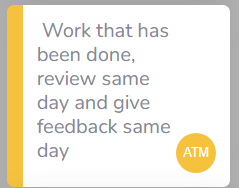 Work that has
been done,
review same
day and give
feedback same
day
ATM